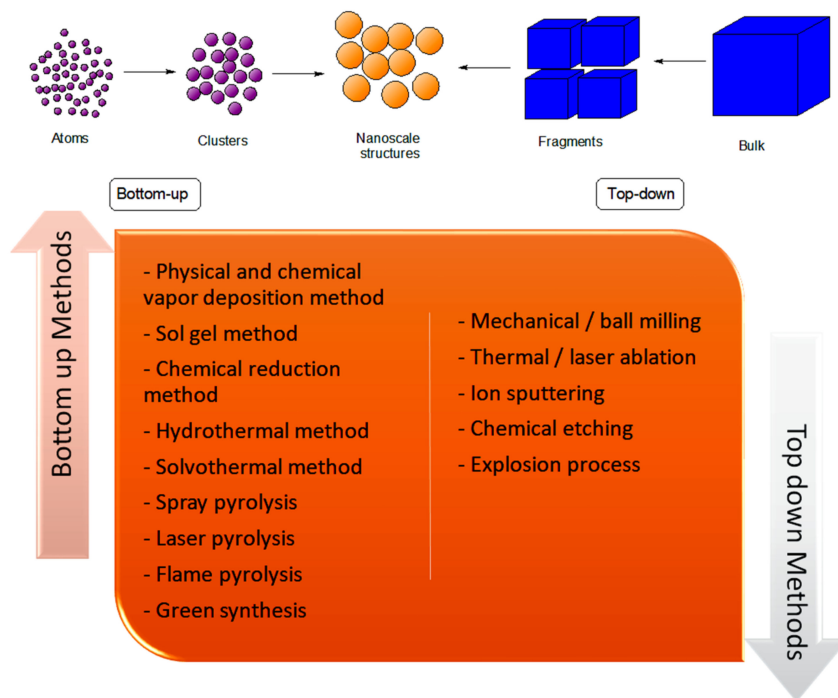 Atoms
Clusters
Nanoscale
structures
Fragments
Bulk
Bottom-up
Top-down
Bottom up Methods
- Physical and chemical
vapor deposition method
- Sol gel method
- Chemical reduction
method
- Hydrothermal method
- Solvothermal method
- Spray pyrolysis
- Laser pyrolysis
- Flame pyrolysis
- Green synthesis
- Mechanical / ball milling
- Thermal / laser ablation
- Ion sputtering
- Chemical etching
- Explosion process
Top down Methods